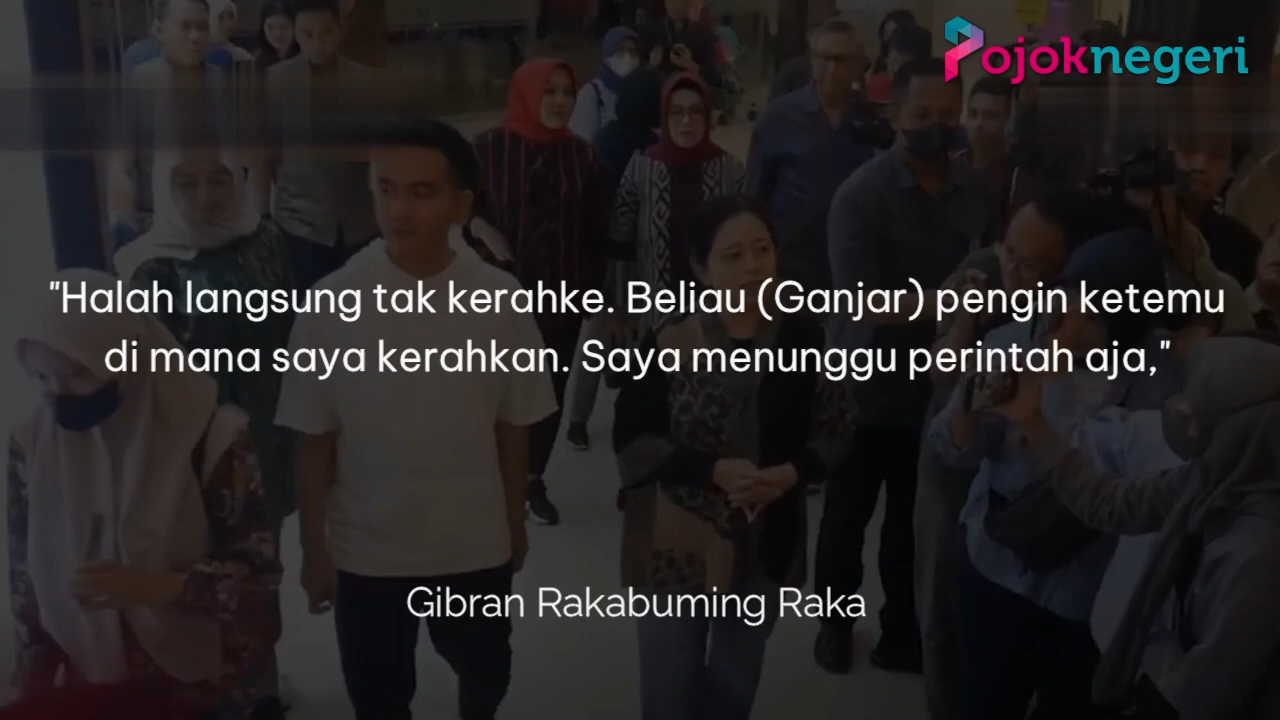 Pojoknegeri
"Halah langsung tak kerahke. Beliau (Ganjar) pengin ketemu
di mana saya kerahkan. Saya menunggu perintah aja,"
Gibran Rakabuming Raka